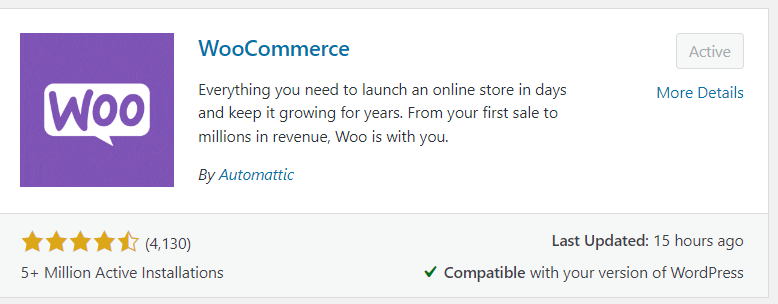 Woo
WooCommerce
Active
More Details
Everything you need to launch an online store in days
and keep it growing for years. From your first sale to
millions in revenue, Woo is with you.
By Automattic
(4,130)
Last Updated: 15 hours ago
5+ Million Active Installations
Compatible with your version of WordPress